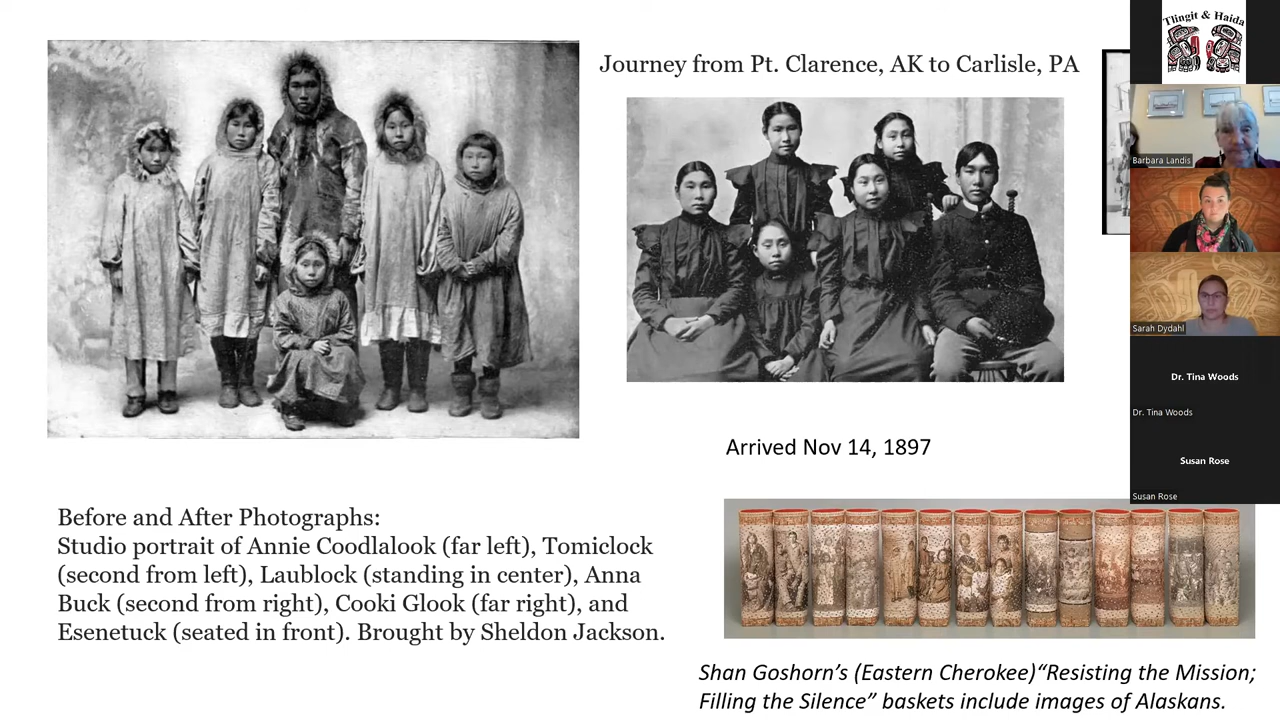 Journey from Pt. Clarence, AK to Carlisle, PA
Arrived Nov 14, 1897
Before and After Photographs:
Studio portrait of Annie Coodlalook (far left), Tomiclock
(second from left), Laublock (standing in center), Anna
Buck (second from right), Cooki Glook (far right), and
Esenetuck (seated in front). Brought by Sheldon Jackson.
Shan Goshorn’s (Eastern Cherokee)“Resisting the Mission;
Filling the Silence” baskets include images of Alaskans.
Tlingit & Haida
Barbara Landis
Sarah Dydahl
Dr. Tina Woods
Dr. Tina Woods
Susan Rose
Susan Rose